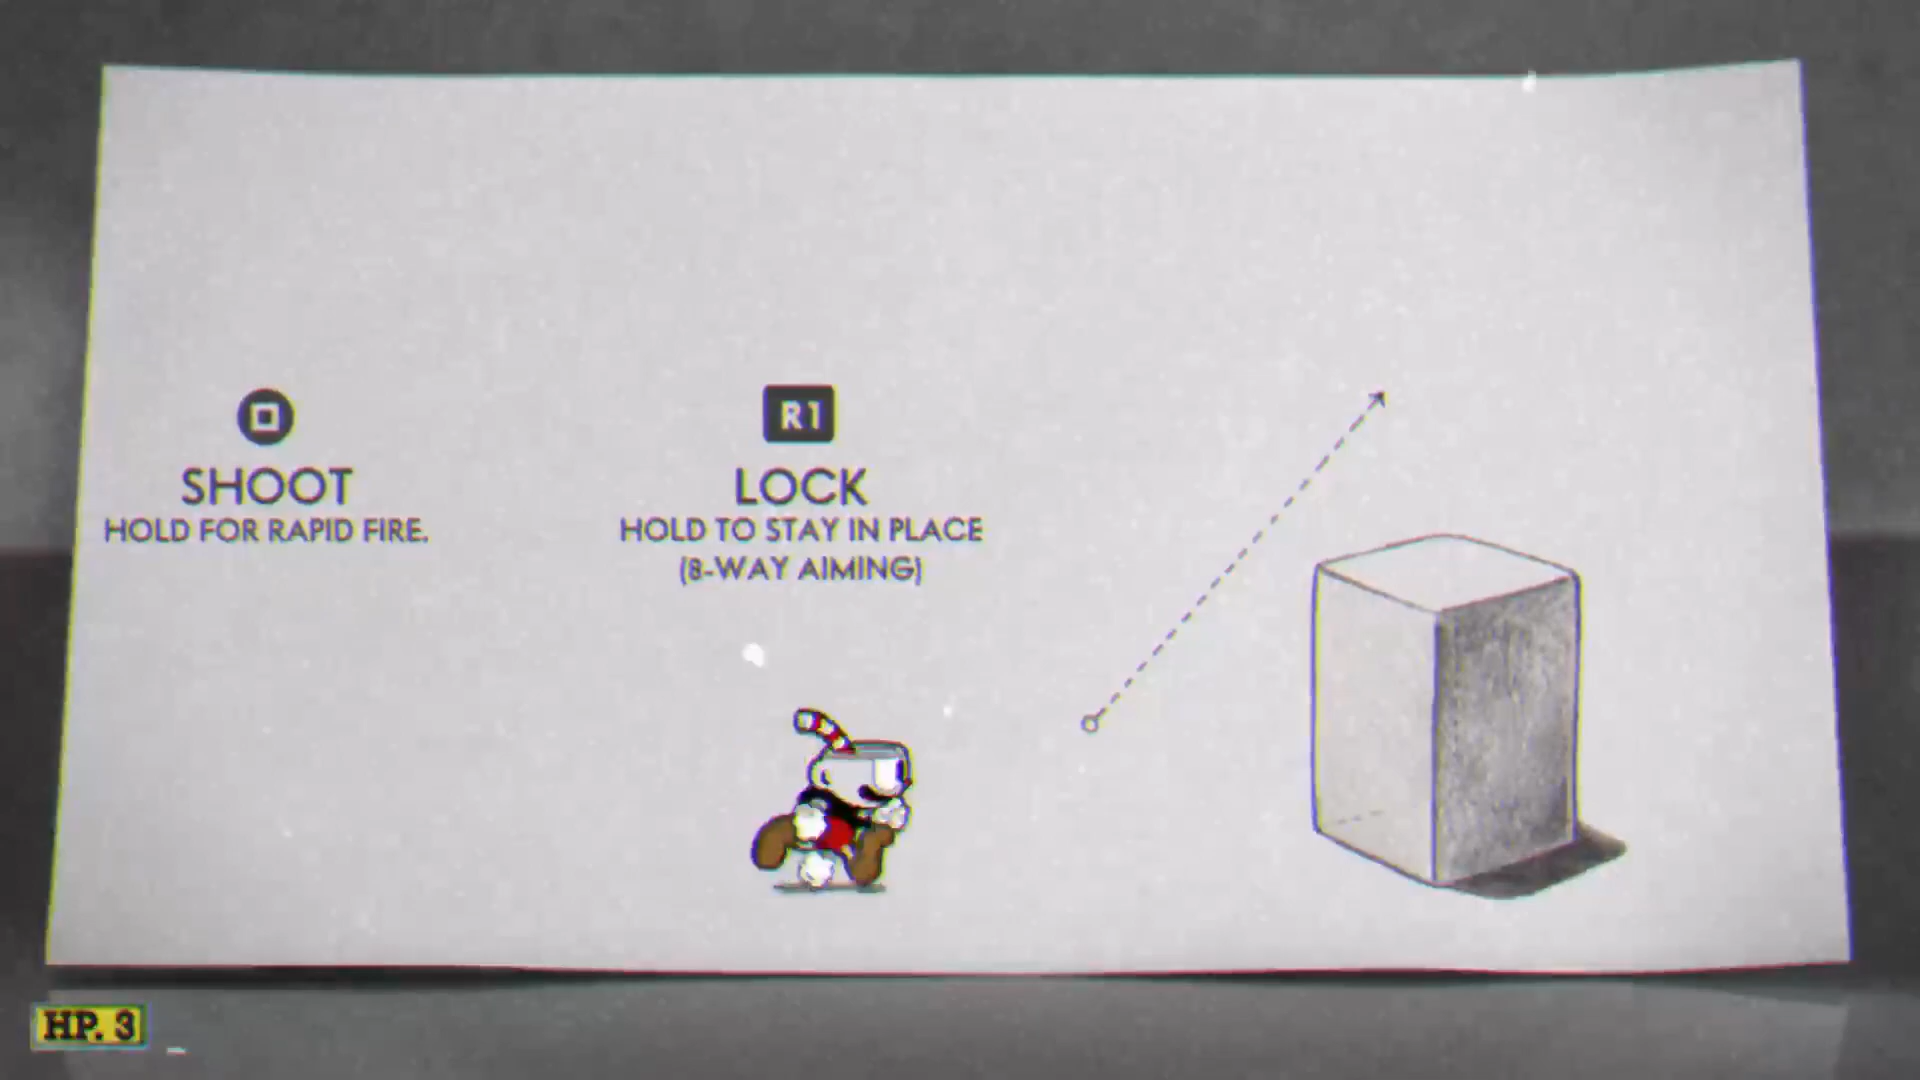 SHOOT
HOLD FOR RAPID FIRE.
R1
LOCK
HOLD TO STAY IN PLACE
(8-WAY AIMING)
HP. 3